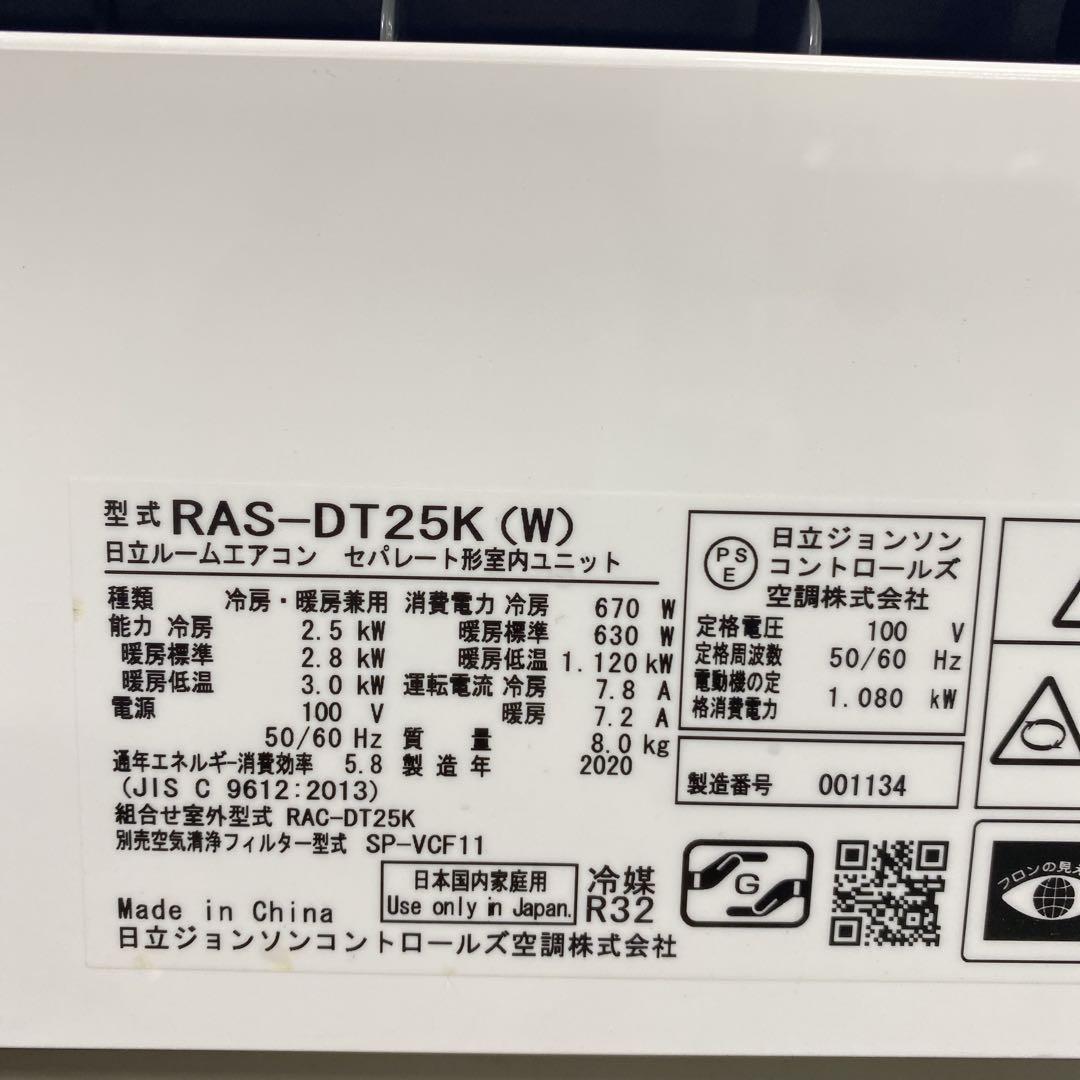 型式 RAS-DT25K(W)
日立ルームエアコン セパレート形室内ユニット
種類 冷房・暖房兼用
能力 冷房 2.5 kW
暖房標準 2.8 kW
暖房低温 3.0 kW
電源 100 V
50/60 Hz
通年エネルギー消費効率 5.8
(JIS C 9612:2013)
消費電力 冷房 670 W
暖房標準 630 W
暖房低温 1.120 kW
運転電流 冷房 7.8 A
暖房 7.2 A
質量 8.0 kg
製造年 2020
組合せ室外型式 RAC-DT25K
別売空気清浄フィルター型式 SP-VCF11
日本国内家庭用
Use only in Japan.
冷媒
R32
Made in China
日立ジョンソンコントロールズ空調株式会社
PS
E
日立ジョンソン
コントロールズ
空調株式会社
定格電圧 100 V
定格周波数 50/60 Hz
電動機の定
格消費電力 1.080 kW
製造番号 001134
G
フロンの見え